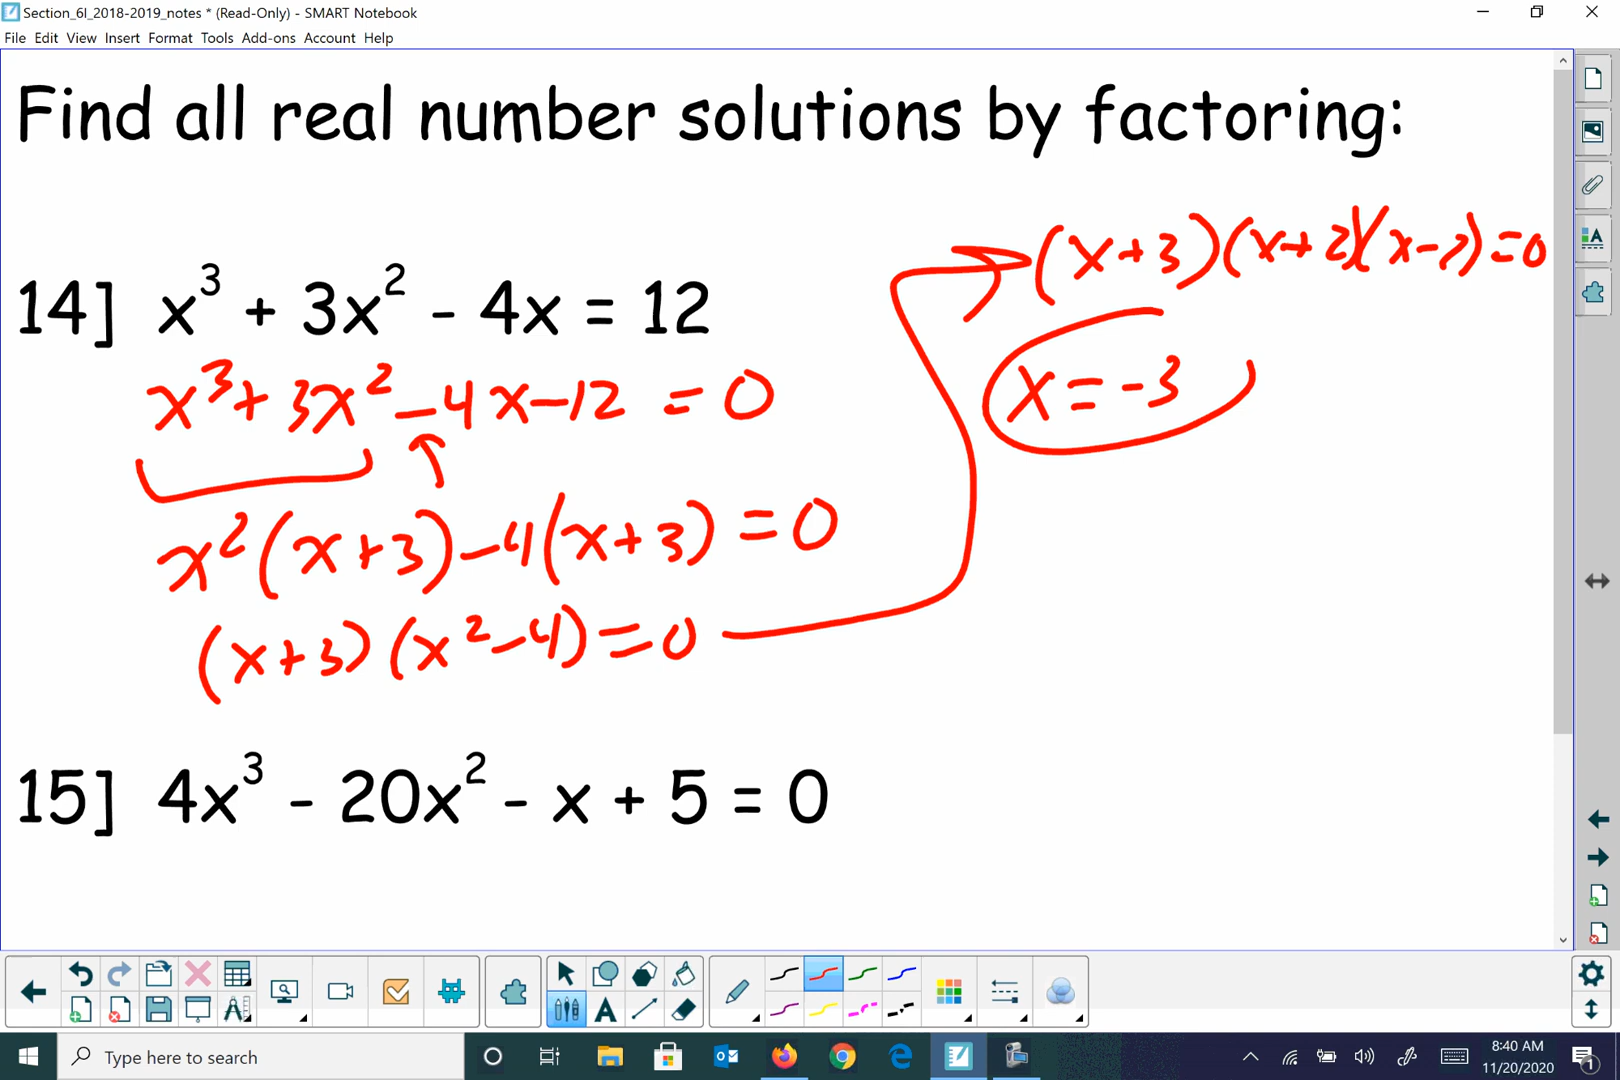 Section_6I_2018-2019_notes * (Read-Only) - SMART Notebook
File Edit View Insert Format Tools Add-ons Account Help
Find all real number solutions by factoring:
14] x³ + 3x² - 4x = 12
x³ + 3x² - 4x - 12 = 0
x²(x + 3) - 4(x + 3) = 0
(x + 3)(x² - 4) = 0
(x + 3)(x + 2)(x - 2) = 0
x = -3
15] 4x³ - 20x² - x + 5 = 0
Type here to search
8:40 AM
11/20/2020